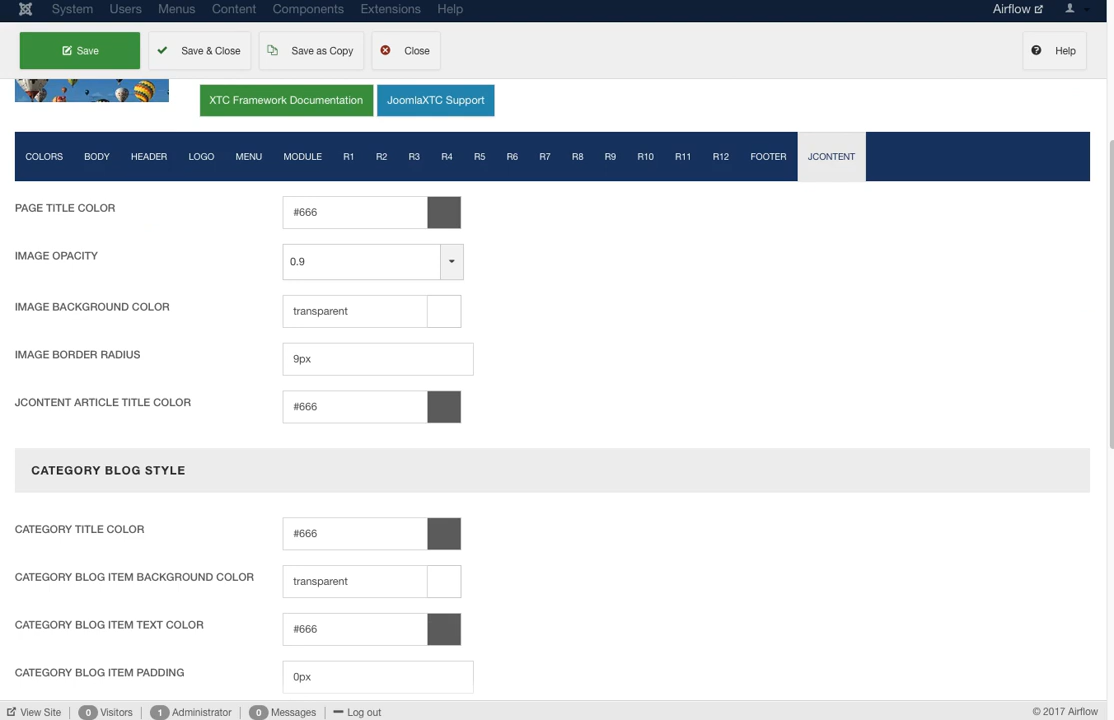 System Users Menus Content Components Extensions Help Airflow
Save Save & Close Save as Copy Close Help
XTC Framework Documentation JoomlaXTC Support
COLORS BODY HEADER LOGO MENU MODULE R1 R2 R3 R4 R5 R6 R7 R8 R9 R10 R11 R12 FOOTER JCONTENT
PAGE TITLE COLOR #666
IMAGE OPACITY 0.9
IMAGE BACKGROUND COLOR transparent
IMAGE BORDER RADIUS 9px
JCONTENT ARTICLE TITLE COLOR #666
CATEGORY BLOG STYLE
CATEGORY TITLE COLOR #666
CATEGORY BLOG ITEM BACKGROUND COLOR transparent
CATEGORY BLOG ITEM TEXT COLOR #666
CATEGORY BLOG ITEM PADDING 0px
View Site 0 Visitors 1 Administrator 0 Messages Log out © 2017 Airflow